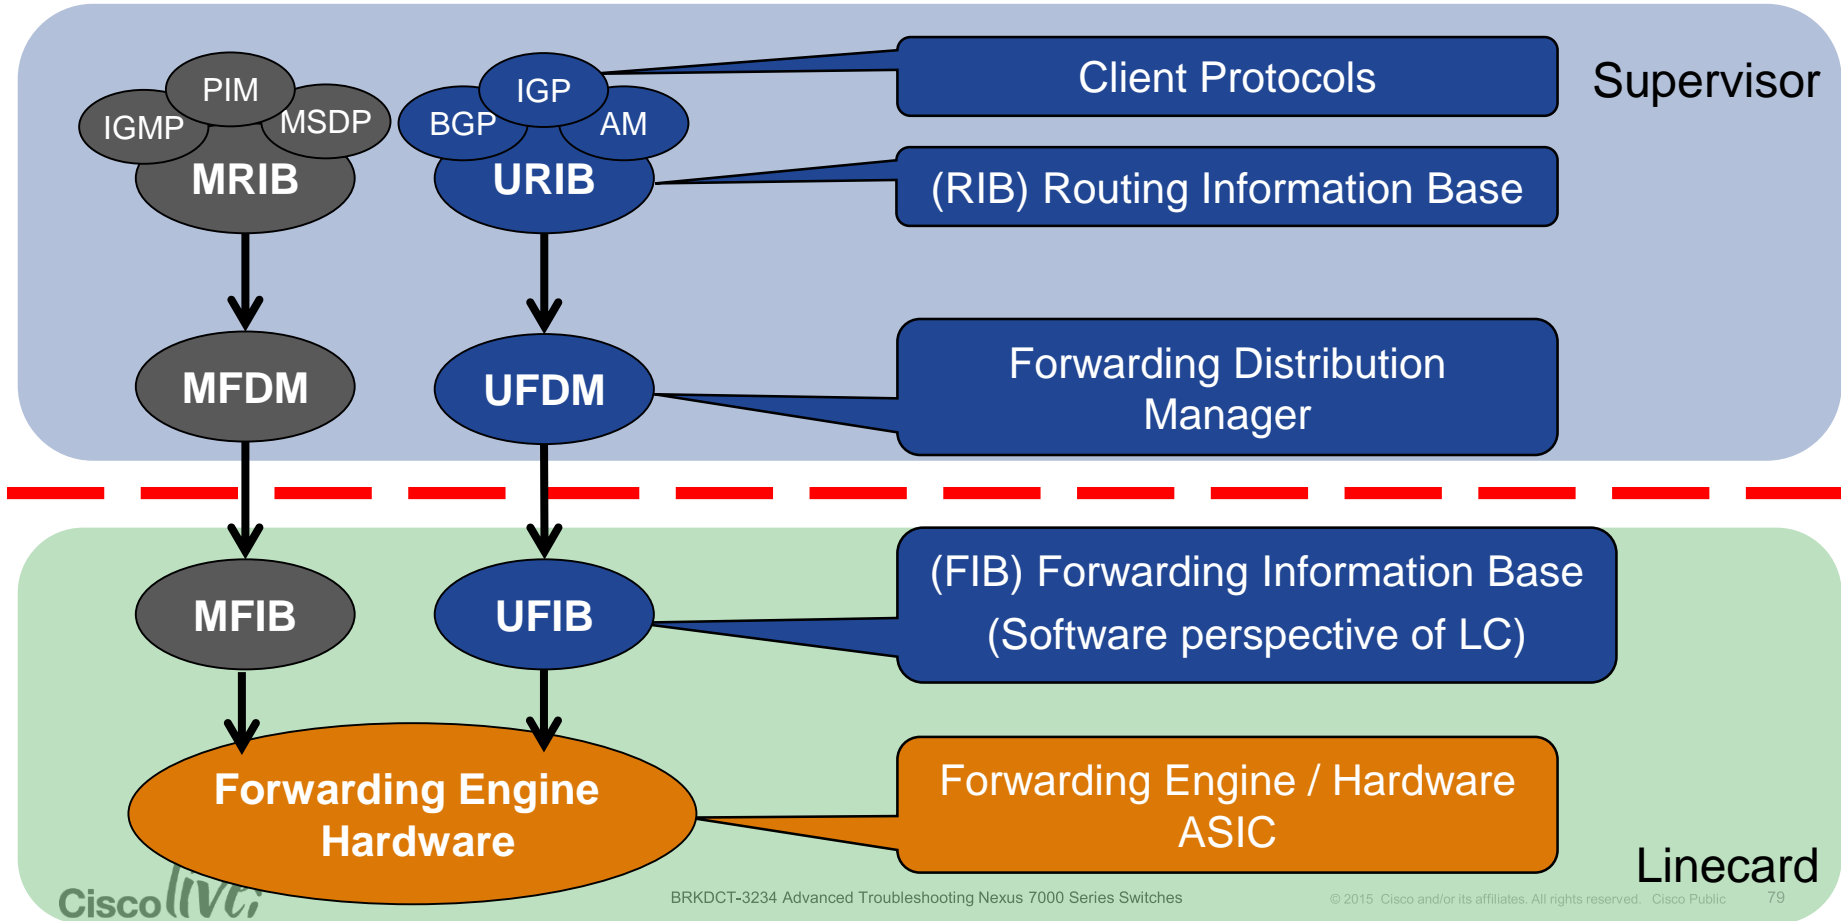 Supervisor
PIM
IGMP
MSDP
MRIB
IGP
BGP
AM
URIB
Client Protocols
(RIB) Routing Information Base
MFDM
UFDM
Forwarding Distribution
Manager
MFIB
UFIB
(FIB) Forwarding Information Base
(Software perspective of LC)
Forwarding Engine
Hardware
Forwarding Engine / Hardware
ASIC
Linecard
Cisco live!
BRKDCT-3234 Advanced Troubleshooting Nexus 7000 Series Switches
© 2015 Cisco and/or its affiliates. All rights reserved. Cisco Public
79